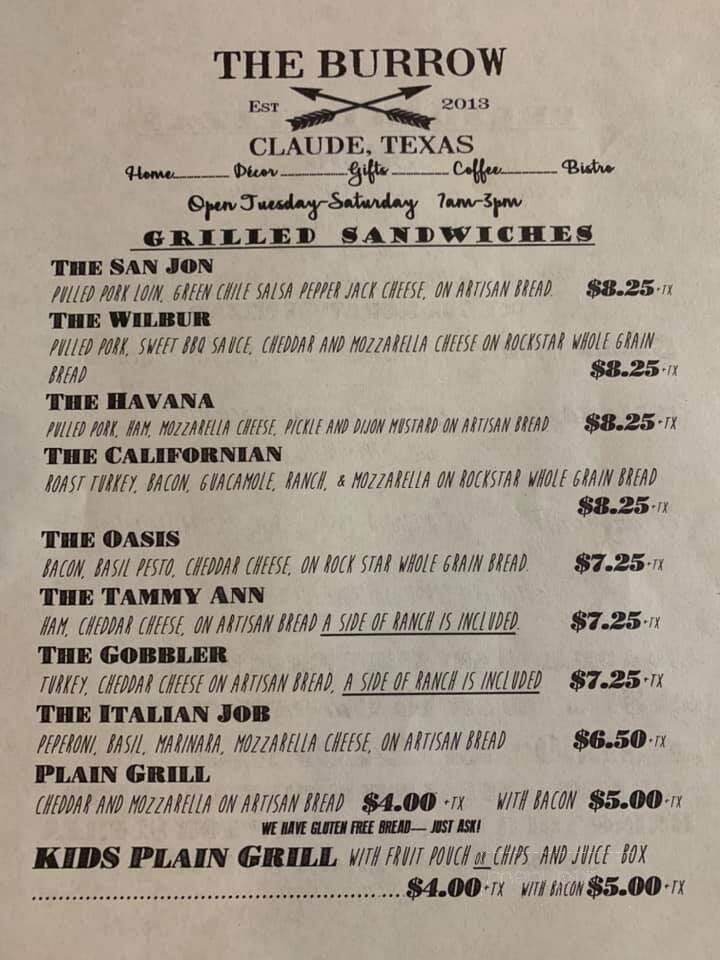 THE BURROW
EST 2013
CLAUDE, TEXAS
Home Décor Gifts Coffee Bistro
Open Tuesday-Saturday 7am-3pm
GRILLED SANDWICHES
THE SAN JON
PULLED PORK LOIN, GREEN CHILE SALSA PEPPER JACK CHEESE, ON ARTISAN BREAD. $8.25+TX
THE WILBUR
PULLED PORK, SWEET BBQ SAUCE, CHEDDAR AND MOZZARELLA CHEESE ON ROCKSTAR WHOLE GRAIN
BREAD $8.25+TX
THE HAVANA
PULLED PORK, HAM, MOZZARELLA CHEESE, PICKLE AND DIJON MUSTARD ON ARTISAN BREAD $8.25+TX
THE CALIFORNIAN
ROAST TURKEY, BACON, GUACAMOLE, RANCH, & MOZZARELLA ON ROCKSTAR WHOLE GRAIN BREAD
$8.25+TX
THE OASIS
BACON, BASIL PESTO, CHEDDAR CHEESE, ON ROCK STAR WHOLE GRAIN BREAD. $7.25+TX
THE TAMMY ANN
HAM, CHEDDAR CHEESE, ON ARTISAN BREAD A SIDE OF RANCH IS INCLUDED. $7.25+TX
THE GOBBLER
TURKEY, CHEDDAR CHEESE ON ARTISAN BREAD, A SIDE OF RANCH IS INCLUDED $7.25+TX
THE ITALIAN JOB
PEPERONI, BASIL, MARINARA, MOZZARELLA CHEESE, ON ARTISAN BREAD $6.50+TX
PLAIN GRILL
CHEDDAR AND MOZZARELLA ON ARTISAN BREAD $4.00 +TX WITH BACON $5.00+TX
WE HAVE GLUTEN FREE BREAD— JUST ASK!
KIDS PLAIN GRILL WITH FRUIT POUCH OR CHIPS AND JUICE BOX
$4.00+TX WITH BACON $5.00+TX